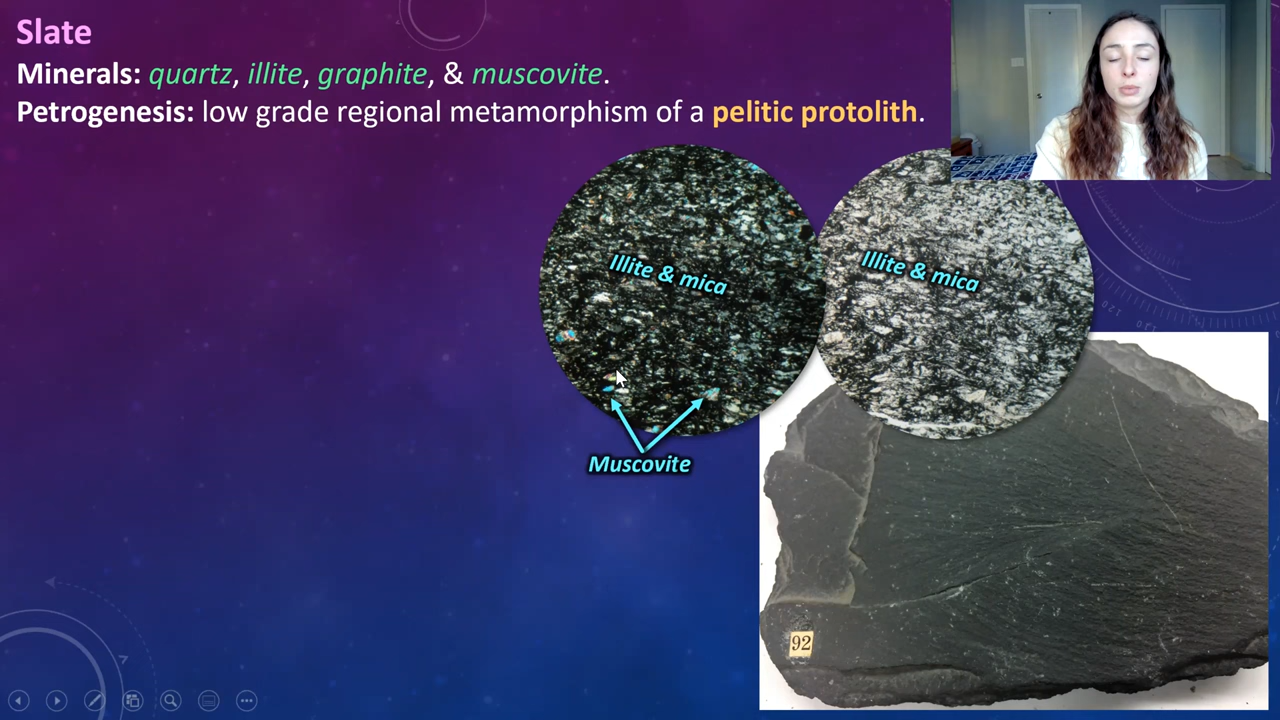 Slate
Minerals: quartz, illite, graphite, & muscovite.
Petrogenesis: low grade regional metamorphism of a pelitic protolith.
Illite & mica
Illite & mica
Muscovite
92